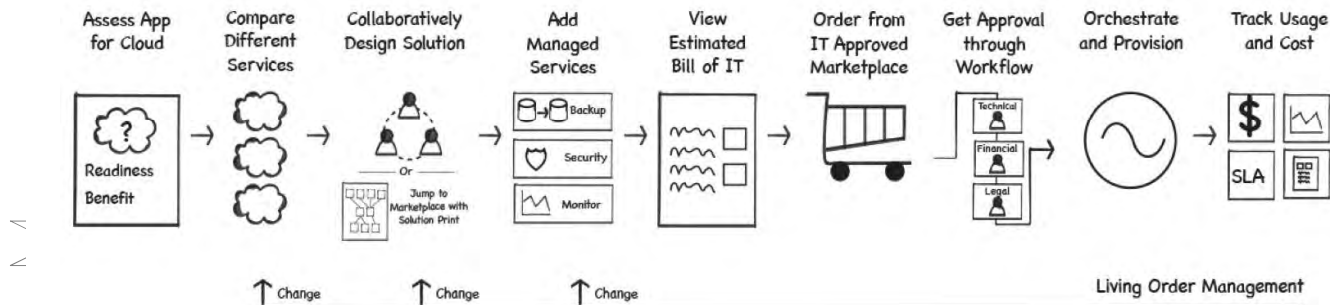 Assess App
for Cloud
Compare
Different
Services
Collaboratively
Design Solution
Add
Managed
Services
View
Estimated
Bill of IT
Order from
IT Approved
Marketplace
Get Approval
through
Workflow
Orchestrate
and Provision
Track Usage
and Cost
?
Readiness
Benefit
Or
Jump to
Marketplace with
Solution Print
Backup
Security
Monitor
Technical
Financial
Legal
$
SLA
Change
Change
Change
Living Order Management